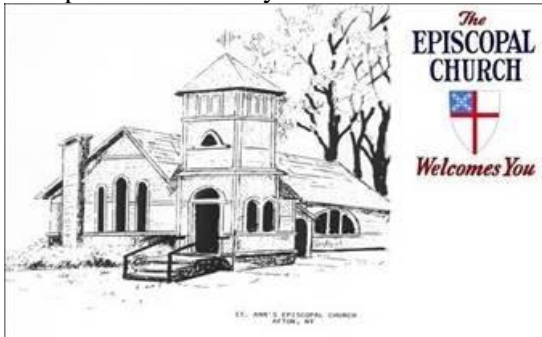 The
EPISCOPAL
CHURCH
Welcomes You
ST. ANN'S EPISCOPAL CHURCH
AFTON, NY